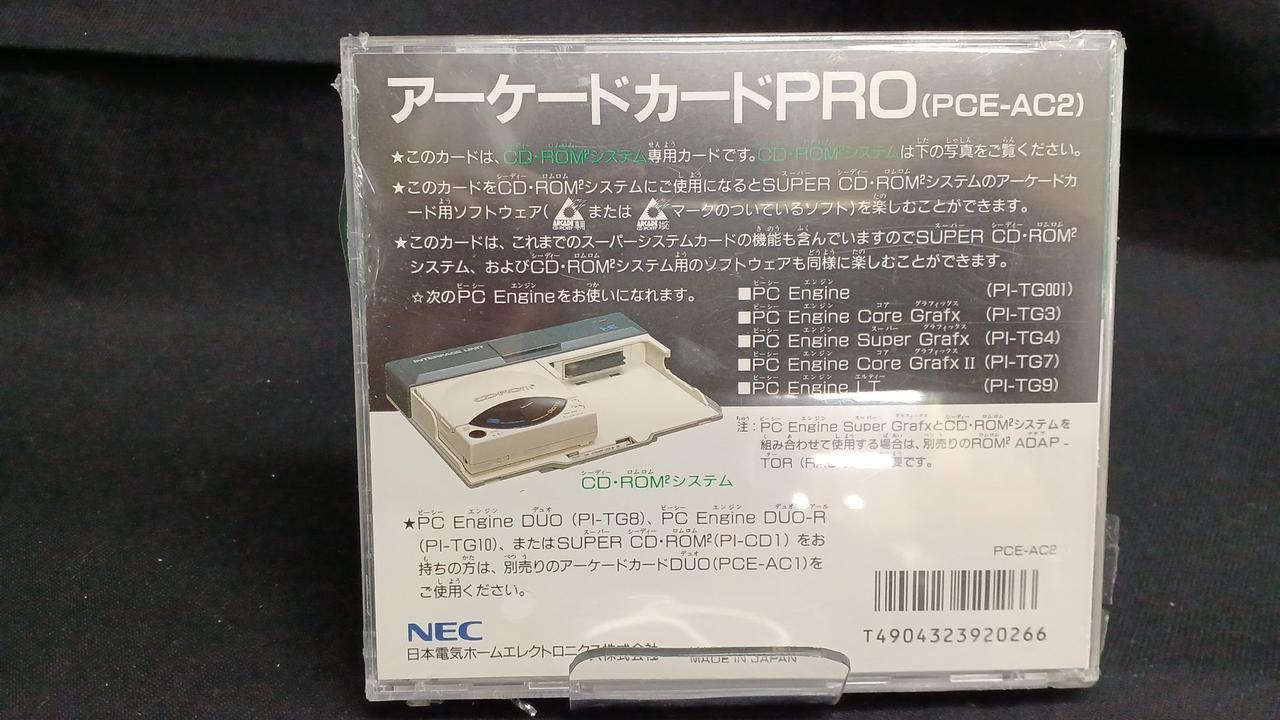 アーケードカードPRO(PCE-AC2)
★このカードは、CD・ROM²システム専用カードです。CD・ROM²システムは下の写真をご覧ください。
★このカードをCD・ROM²システムにご使用になるとSUPER CD・ROM²システムのアーケードカ
ード用ソフトウェア( または マークのついているソフト)を楽しむことができます。
★このカードは、これまでのスーパーシステムカードの機能も含んでいますのでSUPER CD・ROM²
システム、およびCD・ROM²システム用のソフトウェアも同様に楽しむことができます。
☆次のPC Engineをお使いになれます。
■PC Engine (PI-TG001)
■PC Engine Core Grafx (PI-TG3)
■PC Engine Super Grafx (PI-TG4)
■PC Engine Core Grafx II (PI-TG7)
■PC Engine LT (PI-TG9)
注:PC Engine Super GrafxとCD・ROM²システムを
組み合わせて使用する場合は、別売りのROM² ADAP-
TOR (RAU です。
INTERFACE UNIT
CD-ROM²
CD・ROM²システム
★PC Engine DUO (PI-TG8)、PC Engine DUO-R
(PI-TG10)、またはSUPER CD・ROM²(PI-CD1) をお
持ちの方は、別売りのアーケードカードDUO(PCE-AC1)を
ご使用ください。
PCE-AC2
T4904323920266
NEC
日本電気ホームエレクトロニクス株式会社
MADE IN JAPAN